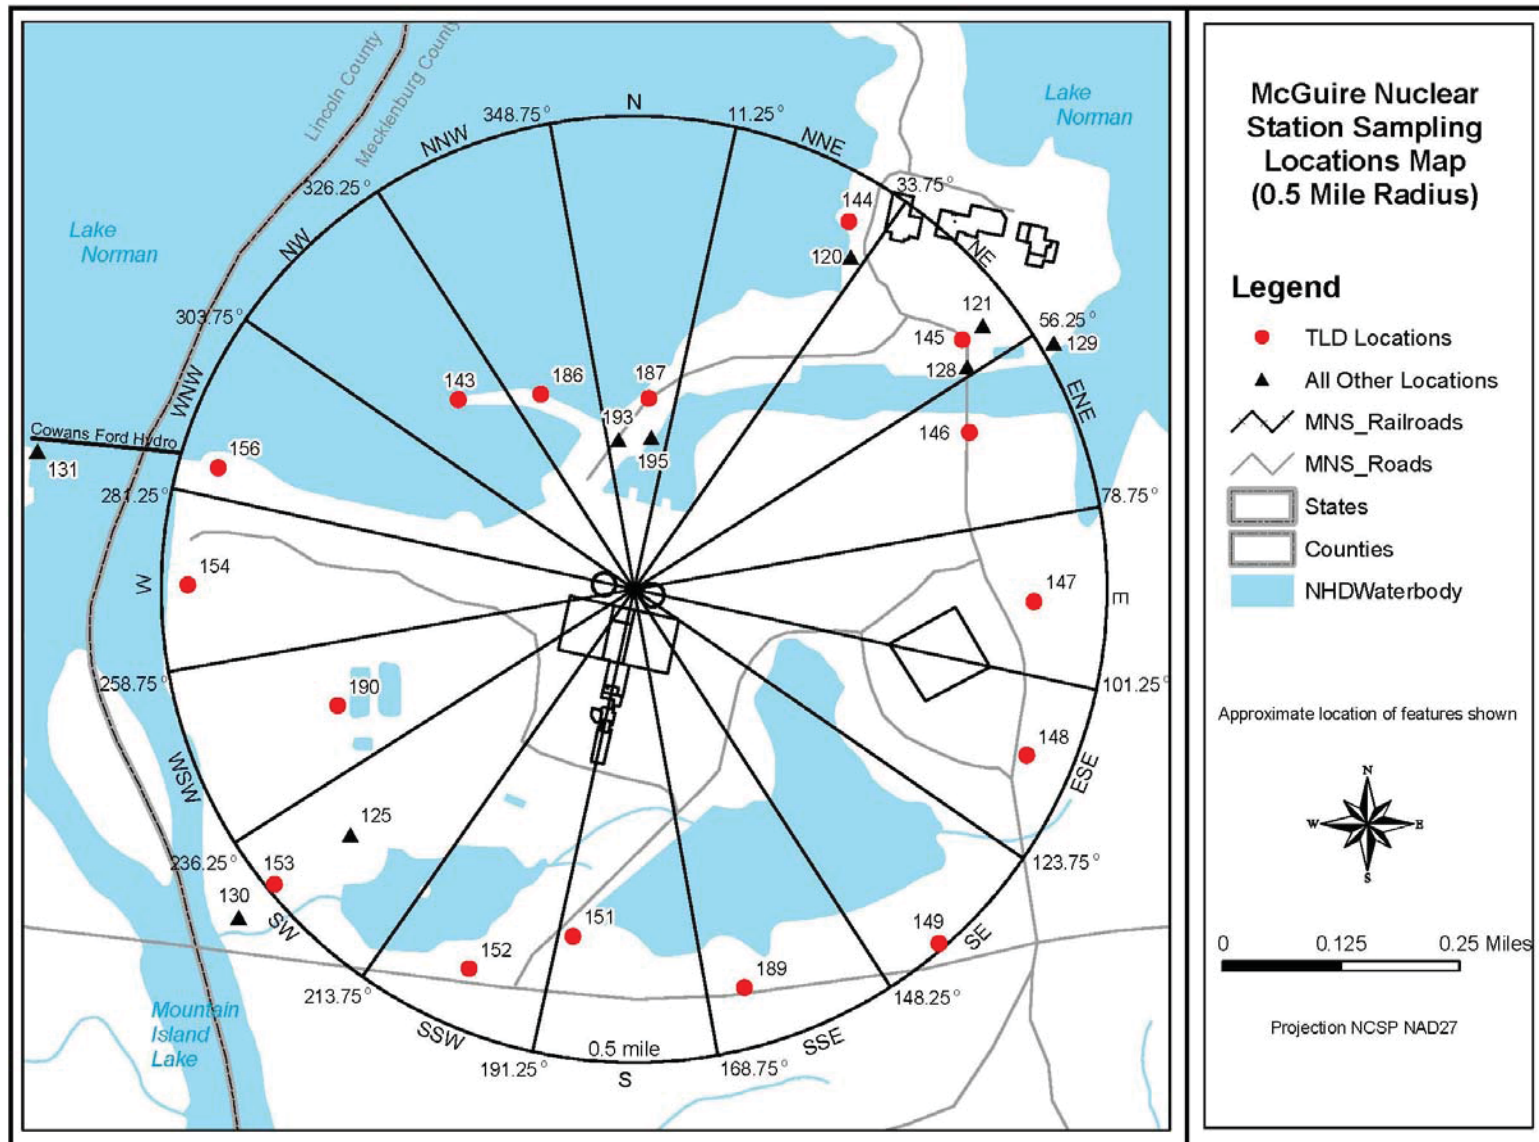 Lincoln County
Mecklenburg County
N
348.75°
11.25°
NNW
NNE
Lake
Norman
326.25°
33.75°
144
Lake
Norman
NW
120
NE
121
56.25°
303.75°
145
129
128
143
186
187
ENE
WNW
193
146
195
Cowans Ford Hydro
156
131
281.25°
78.75°
154
W
147
E
258.75°
101.25°
190
148
WSW
ESE
125
236.25°
123.75°
153
130
SW
151
149
SE
152
189
213.75°
148.25°
Mountain
Island
Lake
SSW
SSE
0.5 mile
191.25°
S
168.75°
McGuire Nuclear
Station Sampling
Locations Map
(0.5 Mile Radius)
Legend
TLD Locations
All Other Locations
MNS_Railroads
MNS_Roads
States
Counties
NHDWaterbody
Approximate location of features shown
N
W
E
S
0 0.125 0.25 Miles
Projection NCSP NAD27